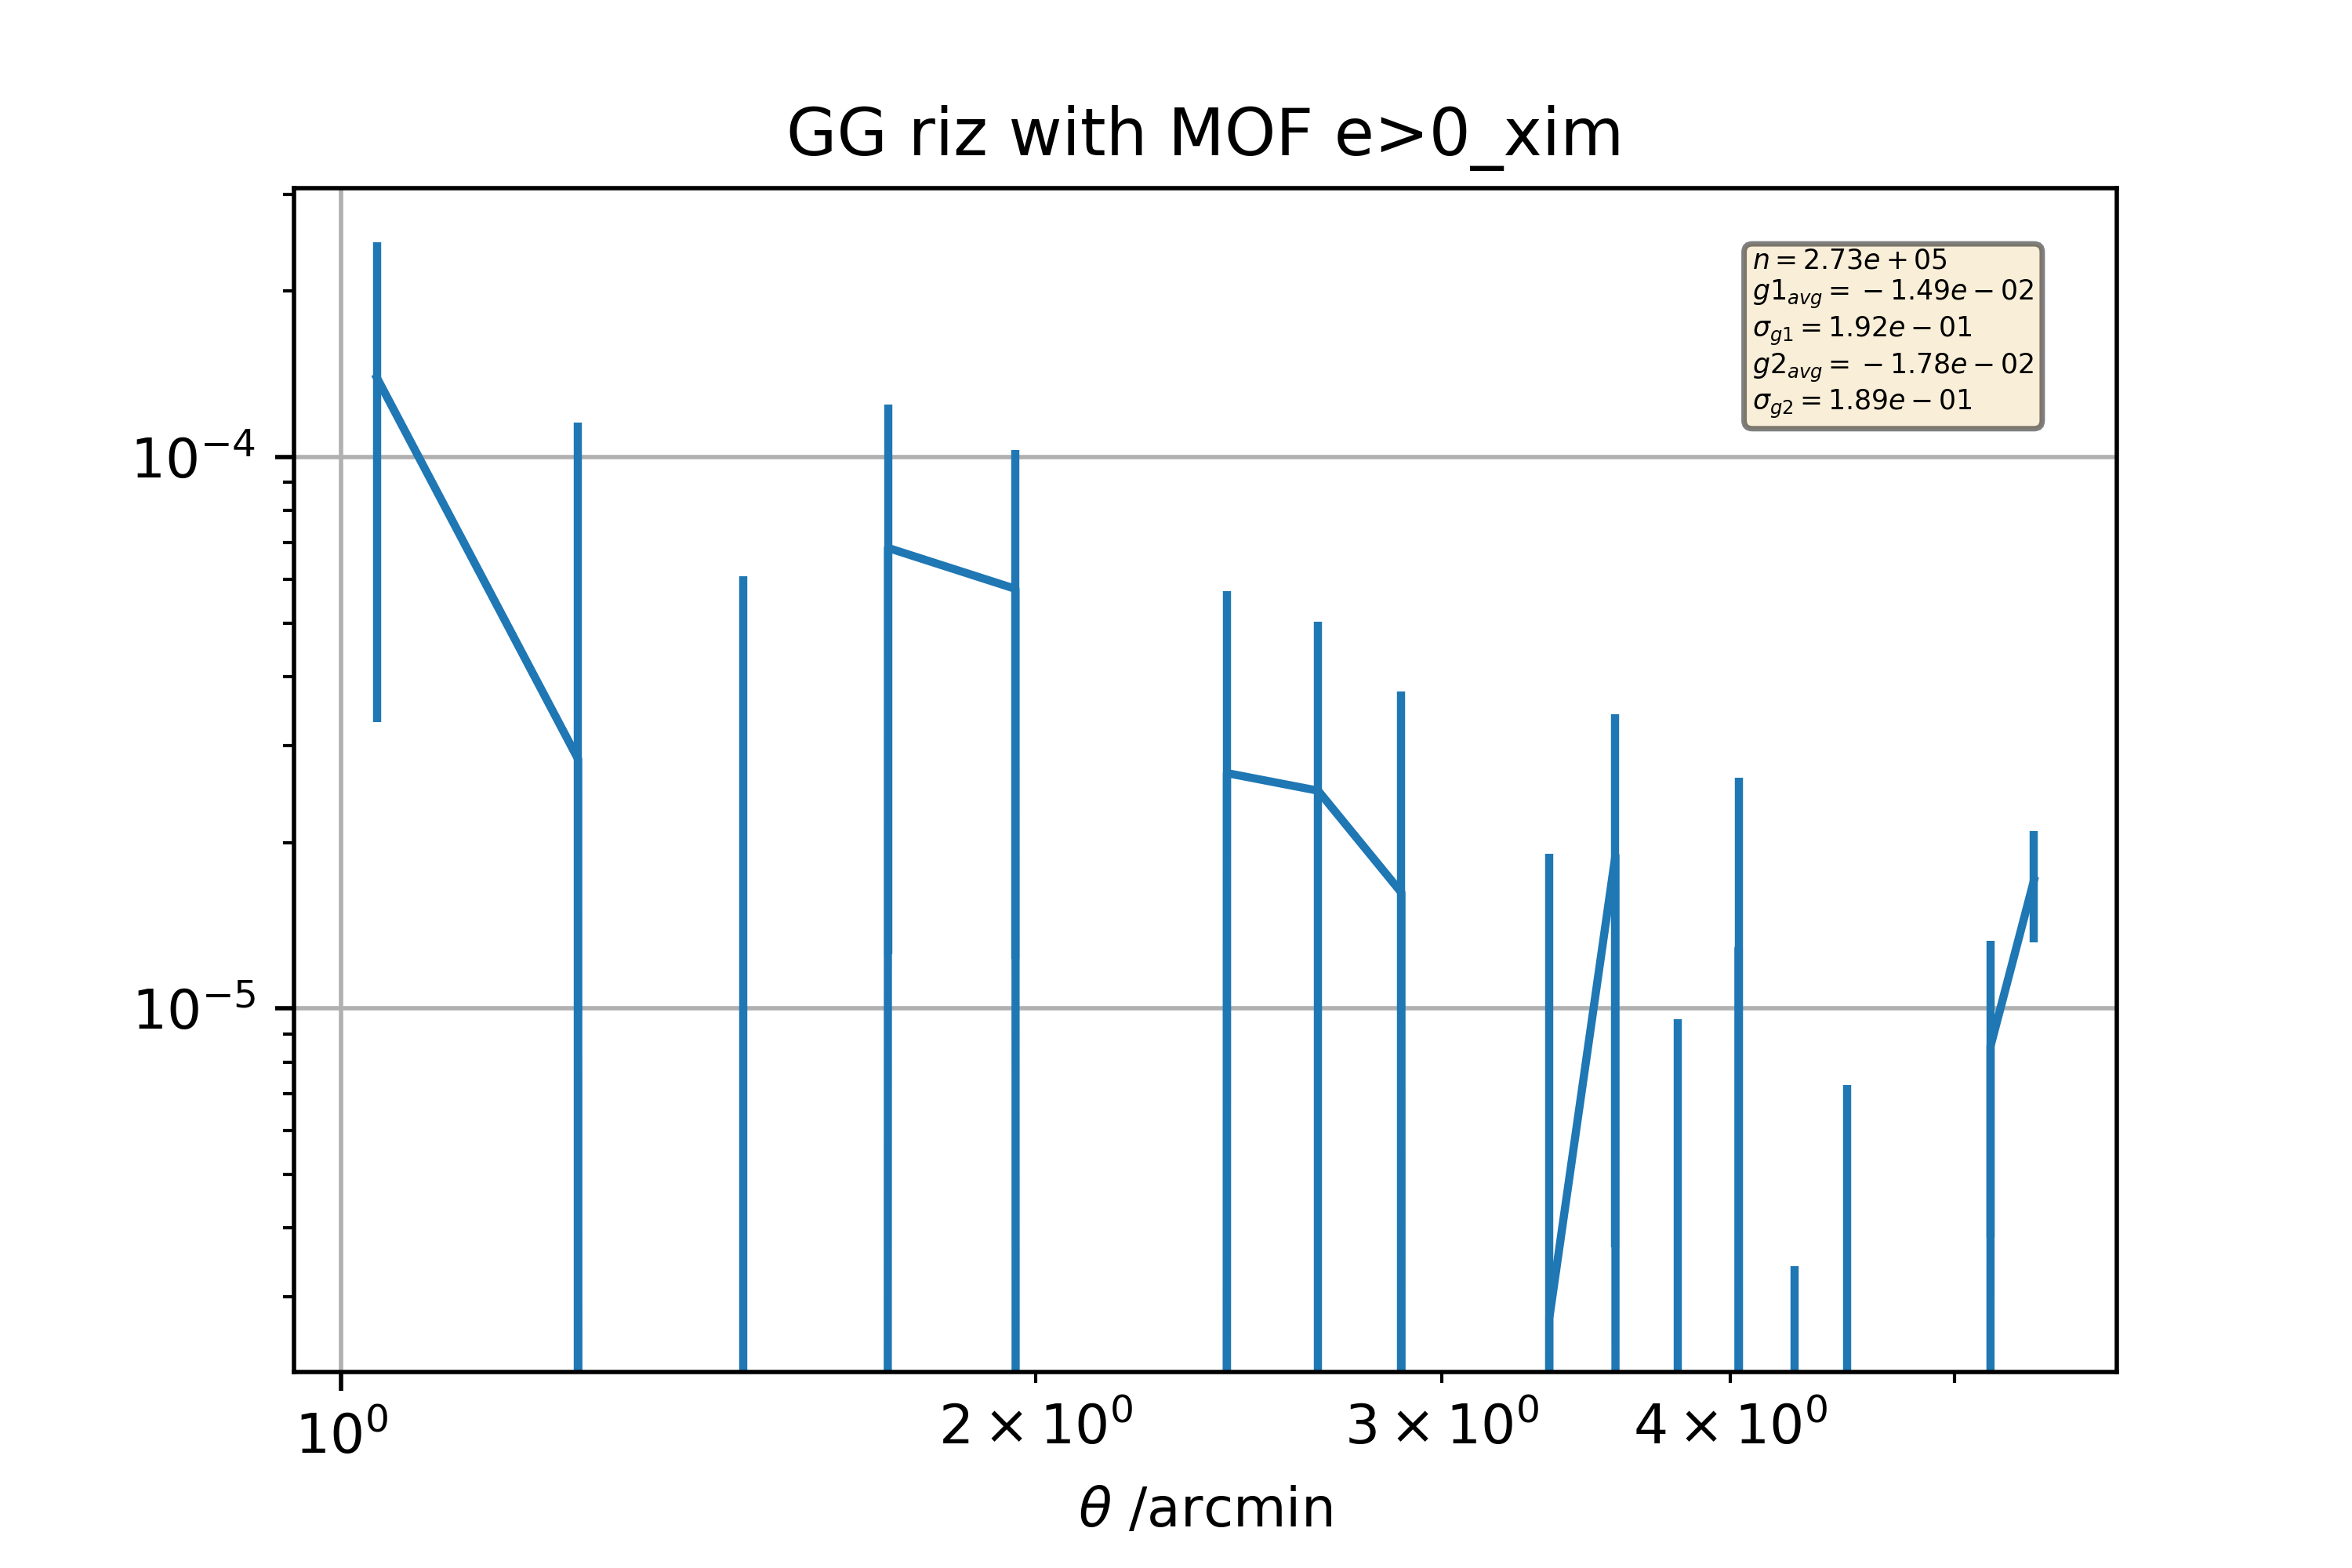 GG riz with MOF e>0_xim
n = 2.73e + 05
g1avg = − 1.49e − 02
σg1 = 1.92e − 01
g2avg = − 1.78e − 02
σg2 = 1.89e − 01
10⁻⁴
10⁻⁵
10⁰ 2 × 10⁰ 3 × 10⁰ 4 × 10⁰
θ /arcmin